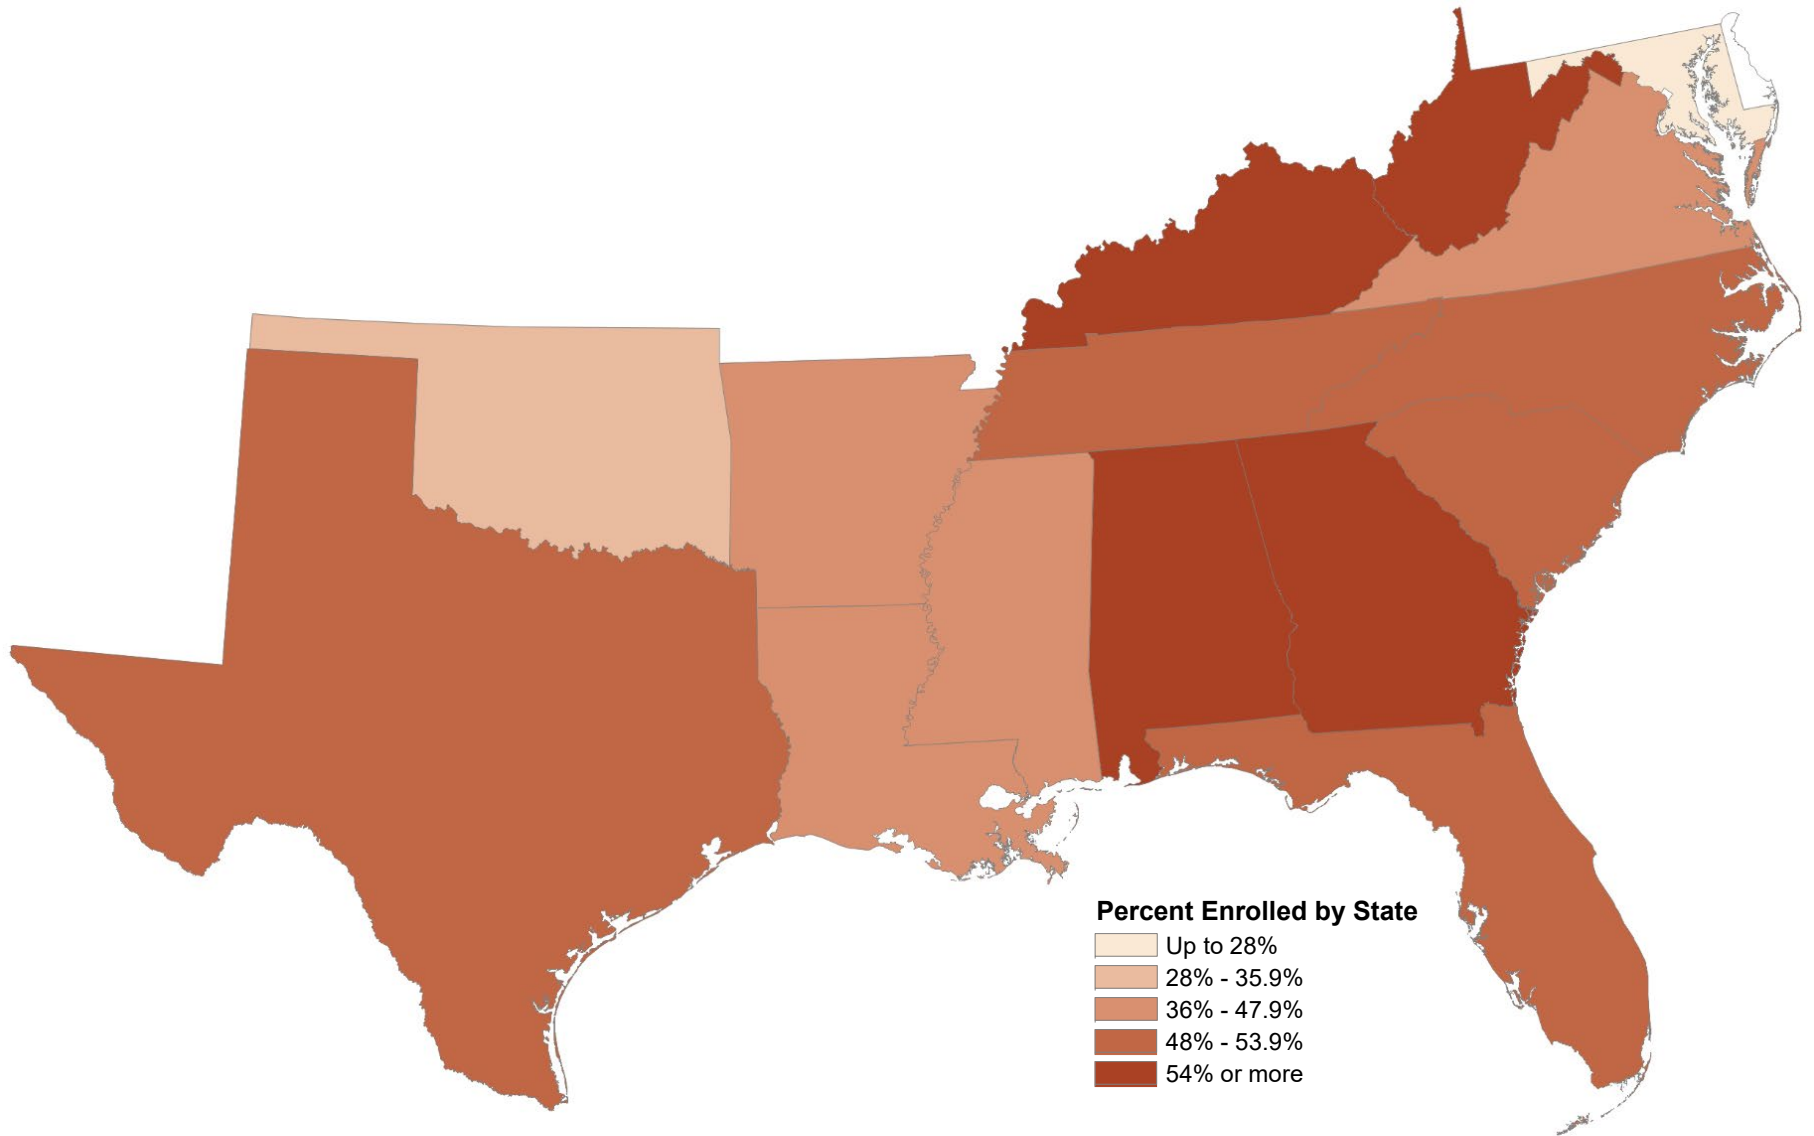 Percent Enrolled by State
Up to 28%
28% - 35.9%
36% - 47.9%
48% - 53.9%
54% or more